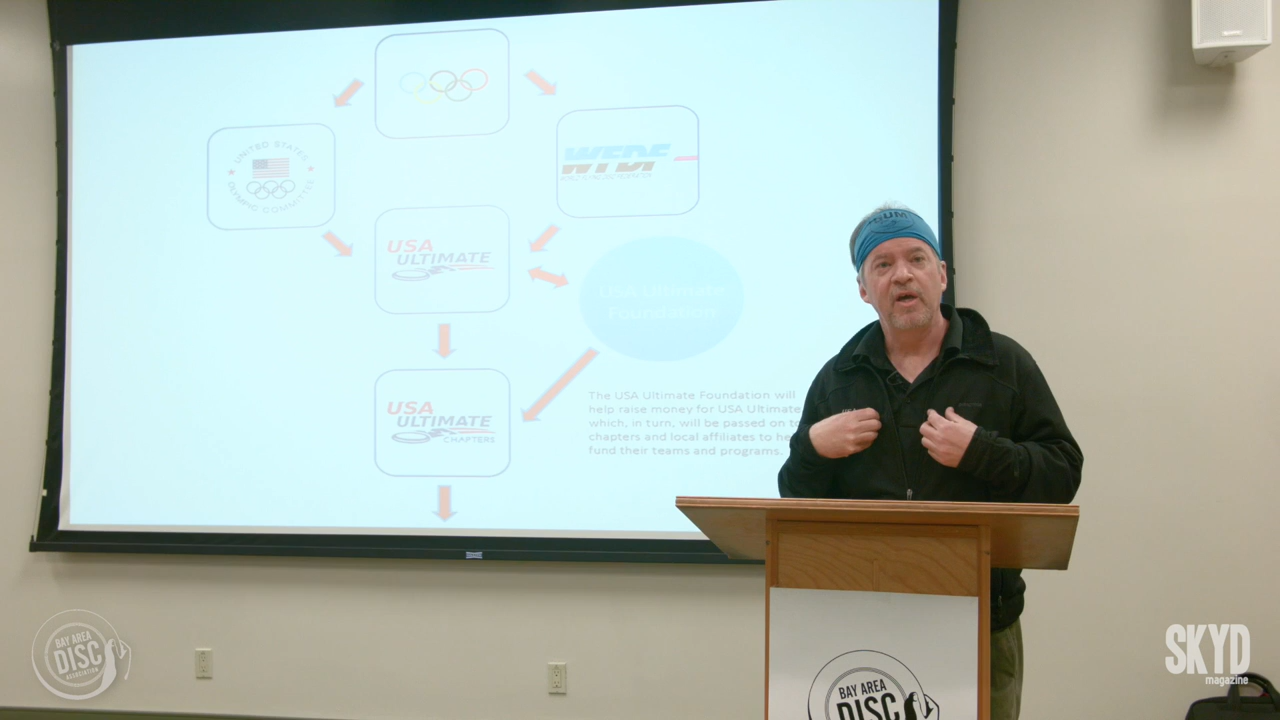 UNITED STATES
OLYMPIC COMMITTEE
WFDF
USA
ULTIMATE
USA Ultimate
Foundation
USA
ULTIMATE
CHAPTERS
The USA Ultimate Foundation will
help raise money for USA Ultimate
which, in turn, will be passed on to
chapters and local affiliates to
fund their teams and programs.
USA
BAY AREA
DISC
ASSOCIATION
BAY AREA
DISC
SKYD
magazine